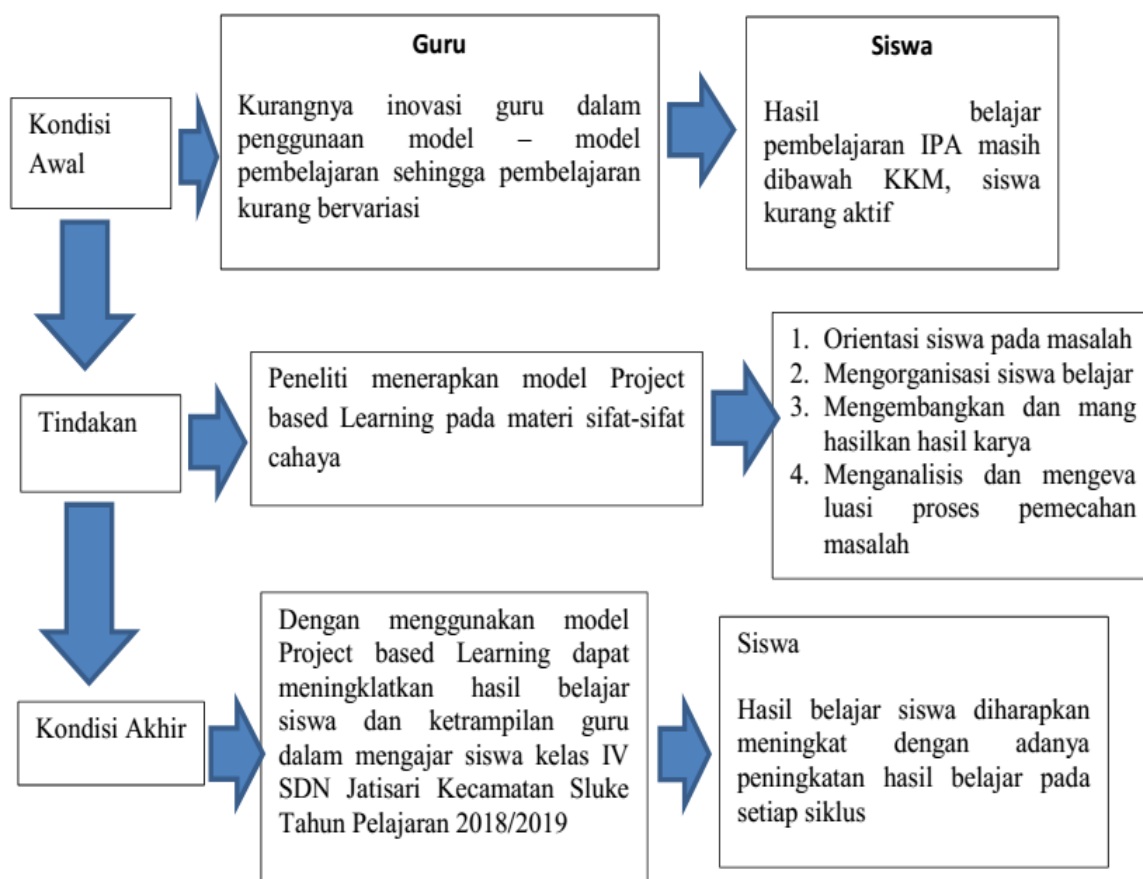 Kondisi
Awal
Guru
Kurangnya inovasi guru dalam
penggunaan model – model
pembelajaran sehingga pembelajaran
kurang bervariasi
Siswa
Hasil belajar
pembelajaran IPA masih
dibawah KKM, siswa
kurang aktif
Tindakan
Peneliti menerapkan model Project
based Learning pada materi sifat-sifat
cahaya
1. Orientasi siswa pada masalah
2. Mengorganisasi siswa belajar
3. Mengembangkan dan mang
hasilkan hasil karya
4. Menganalisis dan mengeva
luasi proses pemecahan
masalah
Kondisi Akhir
Dengan menggunakan model
Project based Learning dapat
meningklatkan hasil belajar
siswa dan ketrampilan guru
dalam mengajar siswa kelas IV
SDN Jatisari Kecamatan Sluke
Tahun Pelajaran 2018/2019
Siswa
Hasil belajar siswa diharapkan
meningkat dengan adanya
peningkatan hasil belajar pada
setiap siklus